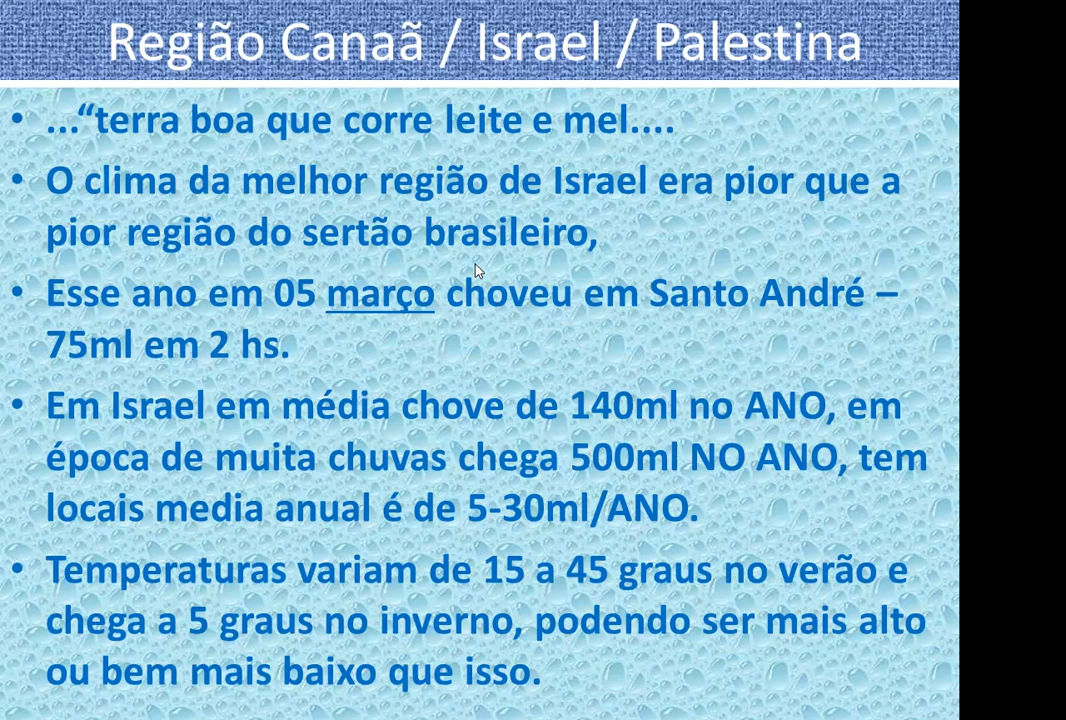 Região Canaã / Israel / Palestina
• ...“terra boa que corre leite e mel....
• O clima da melhor região de Israel era pior que a
pior região do sertão brasileiro,
• Esse ano em 05 março choveu em Santo André –
75ml em 2 hs.
• Em Israel em média chove de 140ml no ANO, em
época de muita chuvas chega 500ml NO ANO, tem
locais media anual é de 5-30ml/ANO.
• Temperaturas variam de 15 a 45 graus no verão e
chega a 5 graus no inverno, podendo ser mais alto
ou bem mais baixo que isso.